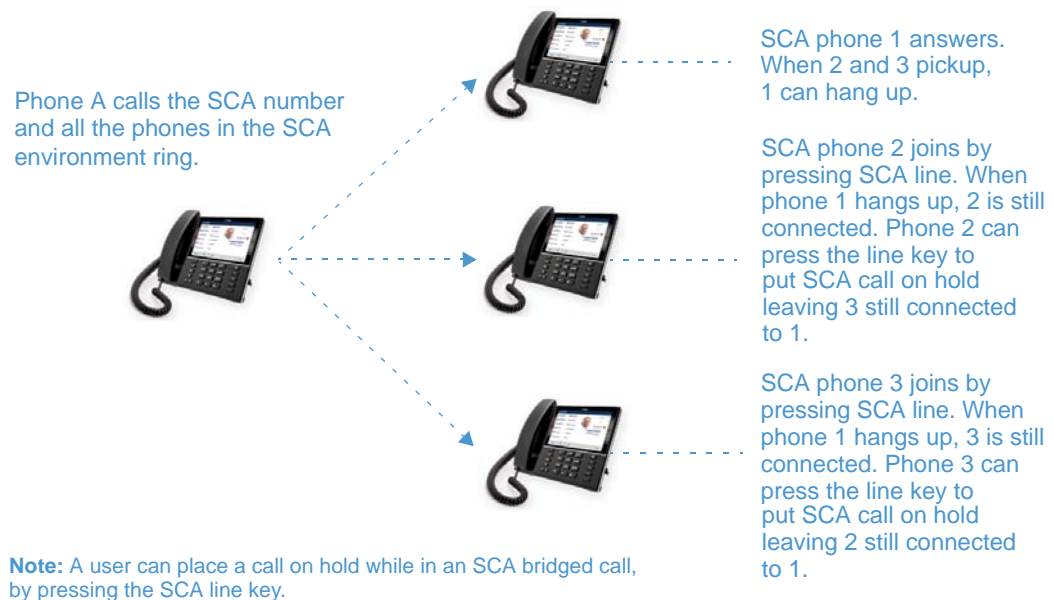 Phone A calls the SCA number
and all the phones in the SCA
environment ring.
SCA phone 1 answers.
When 2 and 3 pickup,
1 can hang up.
SCA phone 2 joins by
pressing SCA line. When
phone 1 hangs up, 2 is still
connected. Phone 2 can
press the line key to
put SCA call on hold
leaving 3 still connected
to 1.
SCA phone 3 joins by
pressing SCA line. When
phone 1 hangs up, 3 is still
connected. Phone 3 can
press the line key to
put SCA call on hold
leaving 2 still connected
to 1.
Note: A user can place a call on hold while in an SCA bridged call,
by pressing the SCA line key.